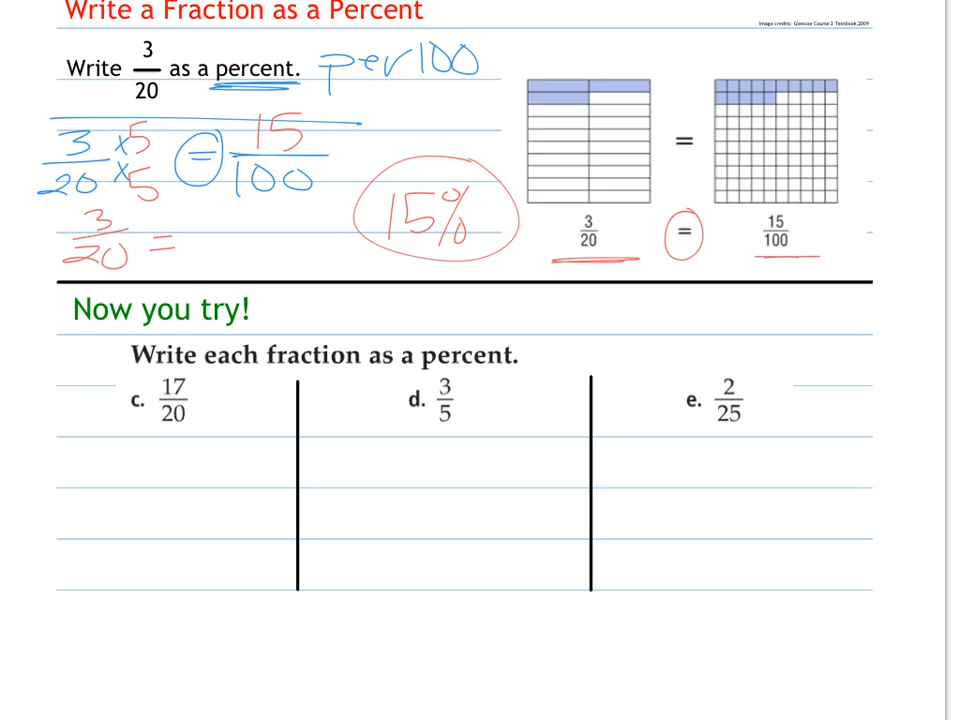 Write a Fraction as a Percent
Image credits: Glencoe Course 2 Textbook,2009
Write 3/20 as a percent. per 100
3/20 ×5 ×5 = 15/100
3/20 =
15%
=
3/20 = 15/100
Now you try!
Write each fraction as a percent.
c. 17/20 d. 3/5 e. 2/25